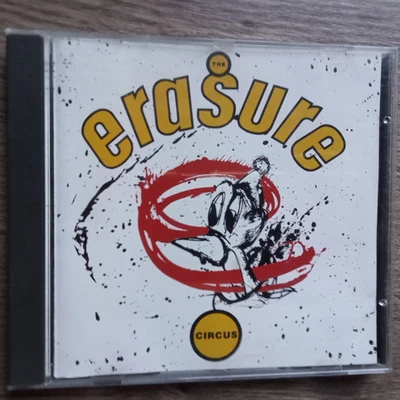 THE
erasure
CIRCUS